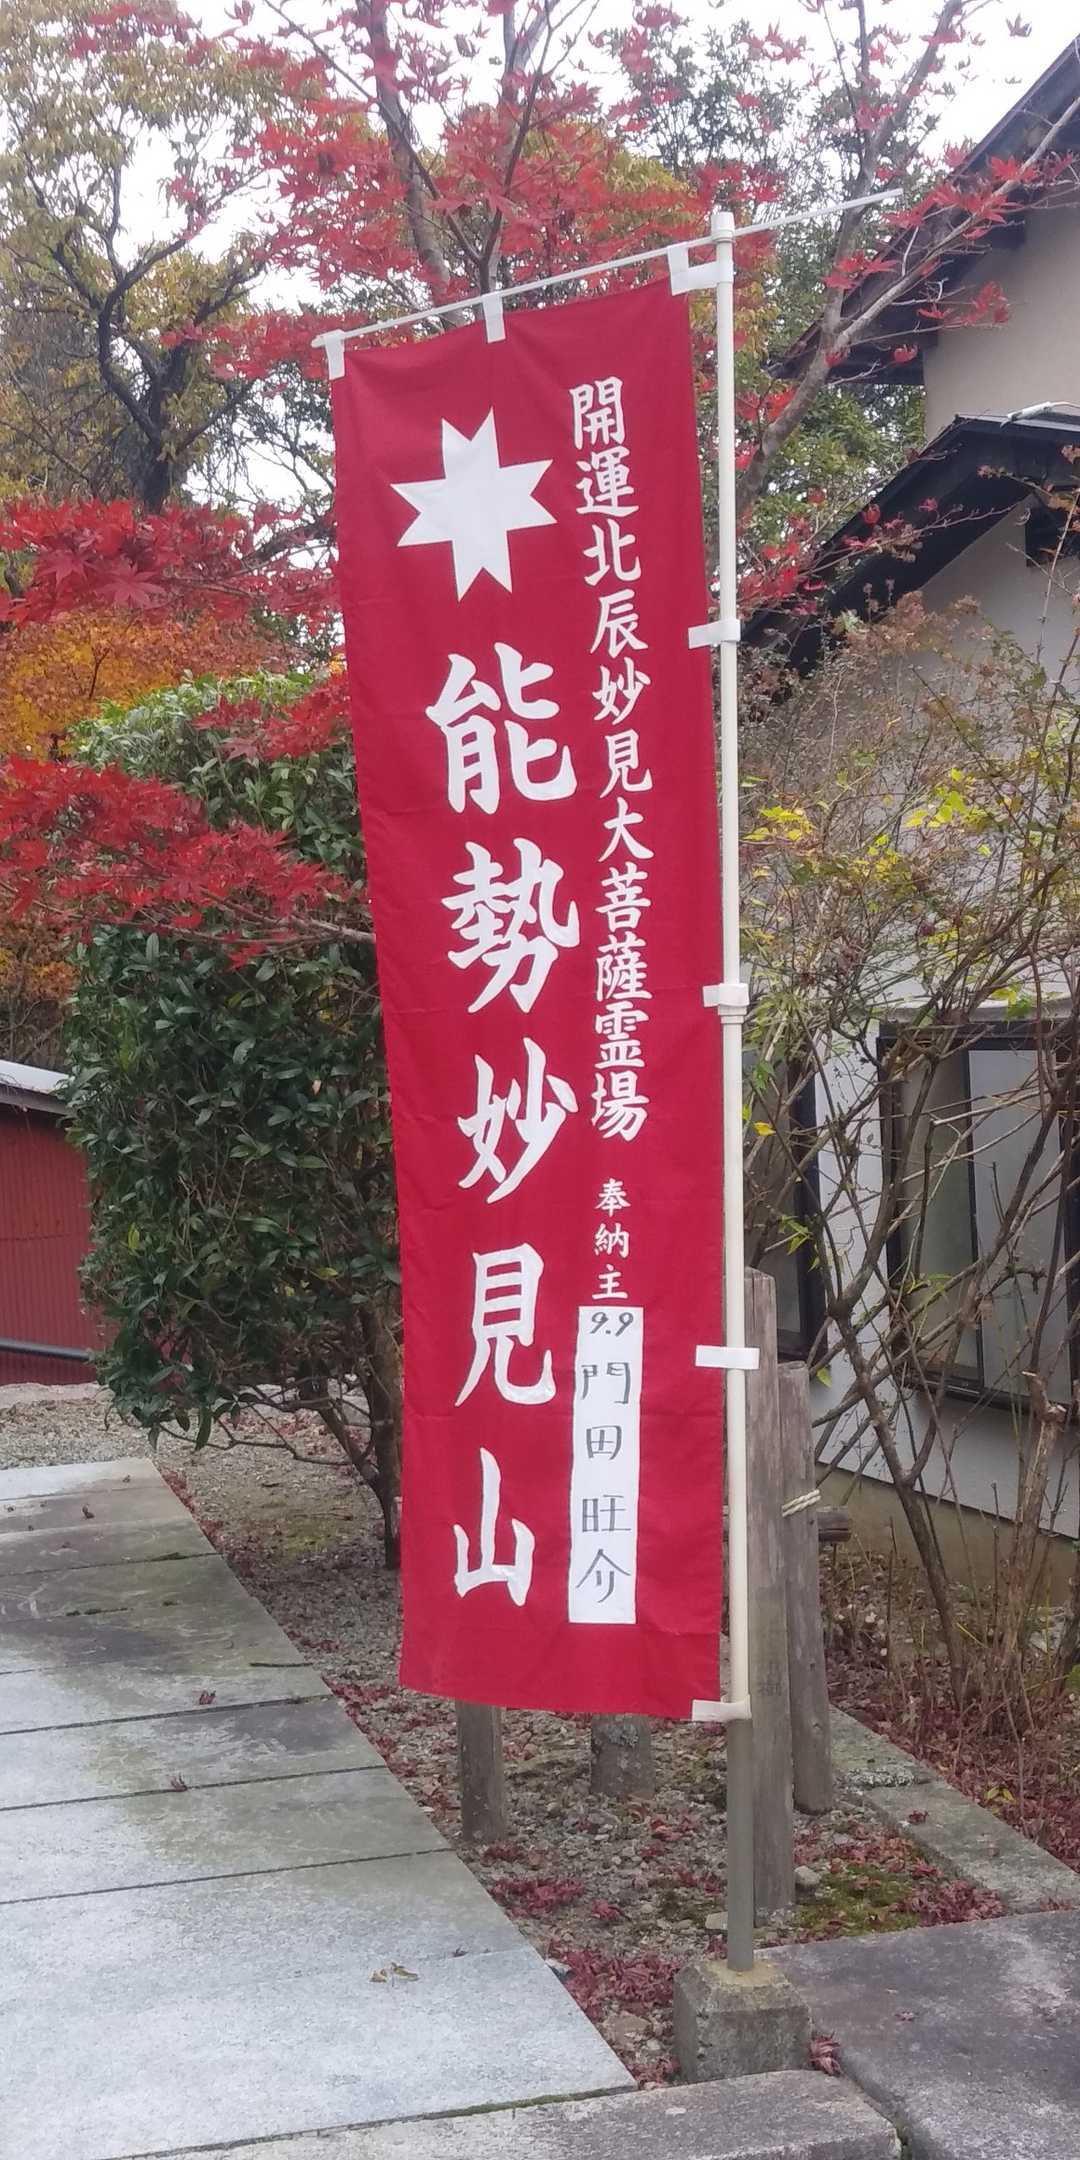 開運北辰妙見大菩薩霊場 奉納主
9.9 門田旺介
能勢妙見山